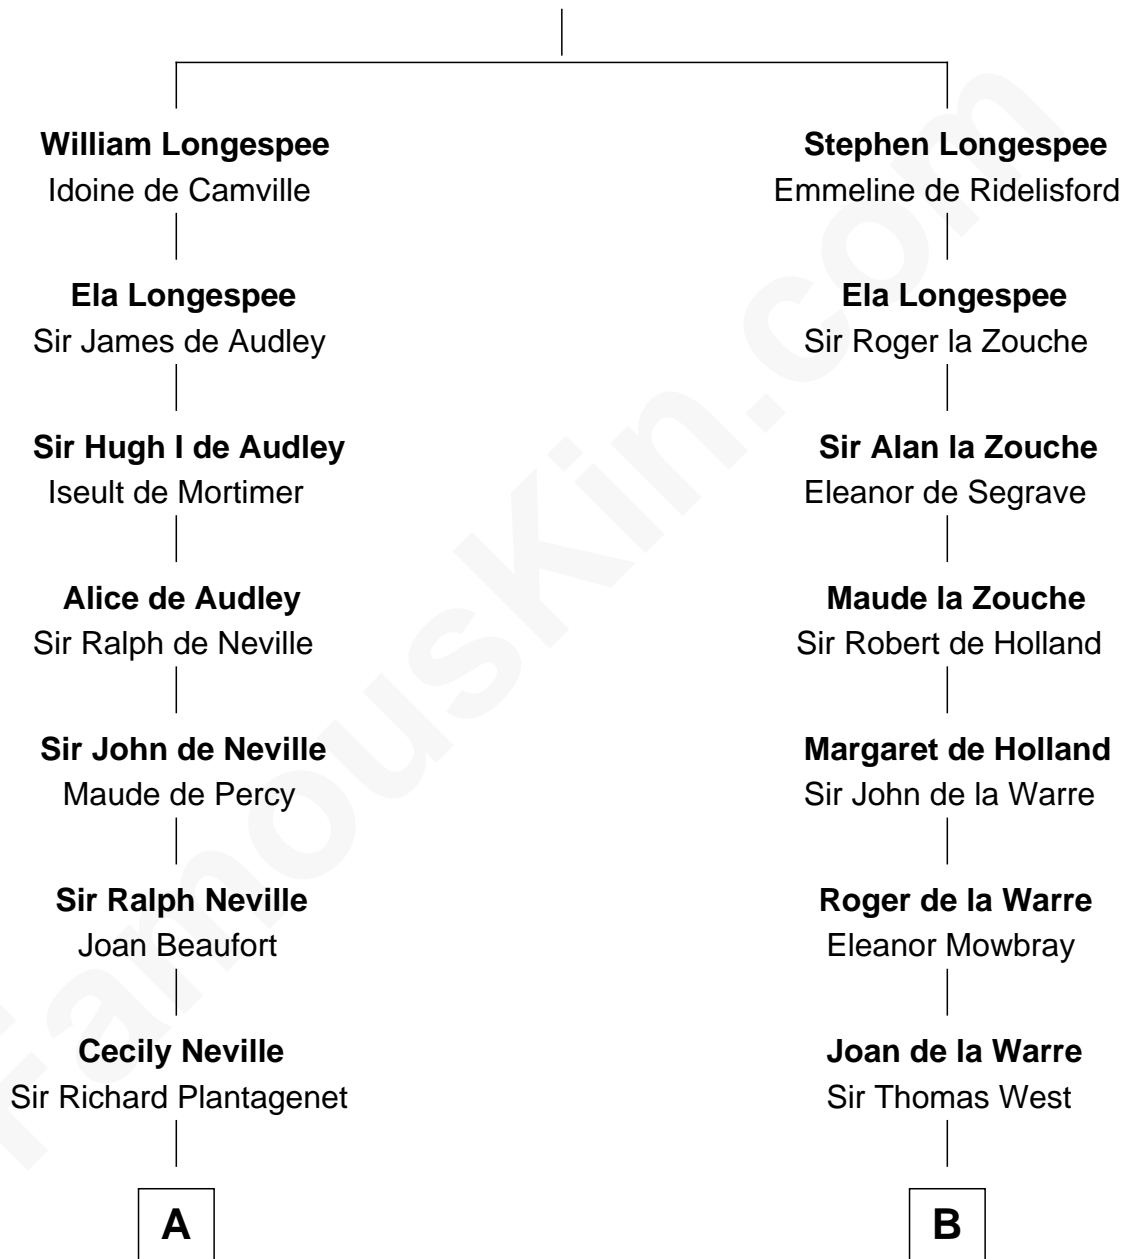 William Longespee
Idoine de Camville
Ela Longespee
Sir James de Audley
Sir Hugh I de Audley
Iseult de Mortimer
Alice de Audley
Sir Ralph de Neville
Sir John de Neville
Maude de Percy
Sir Ralph Neville
Joan Beaufort
Cecily Neville
Sir Richard Plantagenet
A
Stephen Longespee
Emmeline de Ridelisford
Ela Longespee
Sir Roger la Zouche
Sir Alan la Zouche
Eleanor de Segrave
Maude la Zouche
Sir Robert de Holland
Margaret de Holland
Sir John de la Warre
Roger de la Warre
Eleanor Mowbray
Joan de la Warre
Sir Thomas West
B
FamousKin.com